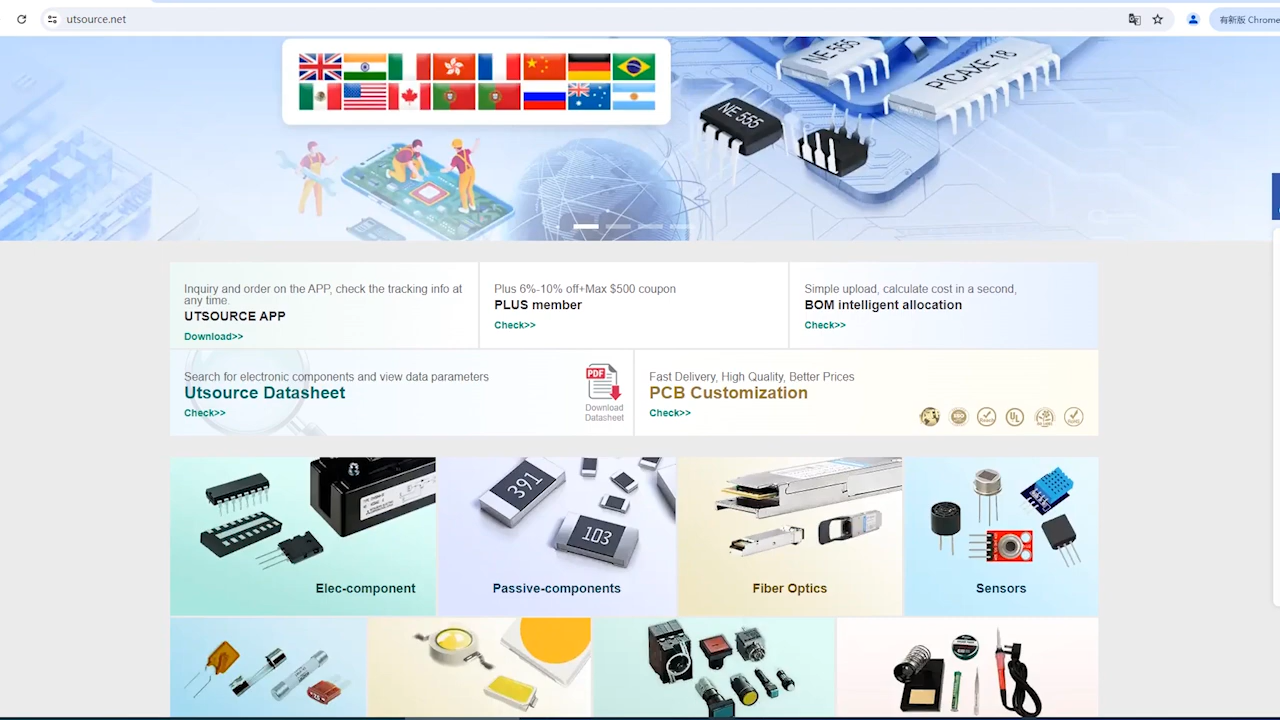 utsource.net
有新版 Chrome
NE 555
PICAXE-18
NE 555
Inquiry and order on the APP, check the tracking info at
any time.
UTSOURCE APP
Download>>
Plus 6%-10% off+Max $500 coupon
PLUS member
Check>>
Simple upload, calculate cost in a second,
BOM intelligent allocation
Check>>
Search for electronic components and view data parameters
Utsource Datasheet
Check>>
PDF
Download
Datasheet
Fast Delivery, High Quality, Better Prices
PCB Customization
Check>>
UL
391
103
Elec-component
Passive-components
Fiber Optics
Sensors